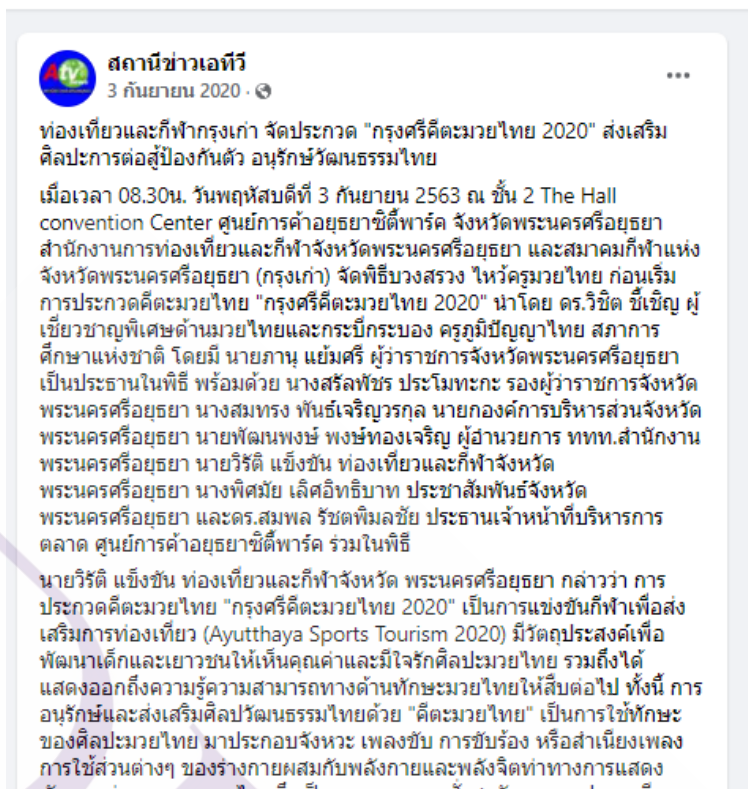 Atv
สถานีข่าวเอทีวี
3 กันยายน 2020 ·
ท่องเที่ยวและกีฬากรุงเก่า จัดประกวด "กรุงศรีคีตะมวยไทย 2020" ส่งเสริม
ศิลปะการต่อสู้ป้องกันตัว อนุรักษ์วัฒนธรรมไทย
เมื่อเวลา 08.30น. วันพฤหัสบดีที่ 3 กันยายน 2563 ณ ชั้น 2 The Hall
convention Center ศูนย์การค้าอยุธยาซิตี้พาร์ค จังหวัดพระนครศรีอยุธยา
สำนักงานการท่องเที่ยวและกีฬาจังหวัดพระนครศรีอยุธยา และสมาคมกีฬาแห่ง
จังหวัดพระนครศรีอยุธยา (กรุงเก่า) จัดพิธีบวงสรวง ไหว้ครูมวยไทย ก่อนเริ่ม
การประกวดคีตะมวยไทย "กรุงศรีคีตะมวยไทย 2020" นำโดย ดร.วิชิต ชี้เชิญ ผู้
เชี่ยวชาญพิเศษด้านมวยไทยและกระบี่กระบอง ครูภูมิปัญญาไทย สภาการ
ศึกษาแห่งชาติ โดยมี นายภานุ แย้มศรี ผู้ว่าราชการจังหวัดพระนครศรีอยุธยา
เป็นประธานในพิธี พร้อมด้วย นางสรัลพัชร ประโมทะกะ รองผู้ว่าราชการจังหวัด
พระนครศรีอยุธยา นางสมทรง พันธ์เจริญวรกุล นายกองค์การบริหารส่วนจังหวัด
พระนครศรีอยุธยา นายพัฒนพงษ์ พงษ์ทองเจริญ ผู้อำนวยการ ททท.สำนักงาน
พระนครศรีอยุธยา นายวิรัติ แข็งขัน ท่องเที่ยวและกีฬาจังหวัด
พระนครศรีอยุธยา นางพิศมัย เลิศอิทธิบาท ประชาสัมพันธ์จังหวัด
พระนครศรีอยุธยา และดร.สมพล รัชตพิมลชัย ประธานเจ้าหน้าที่บริหารการ
ตลาด ศูนย์การค้าอยุธยาซิตี้พาร์ค ร่วมในพิธี
นายวิรัติ แข็งขัน ท่องเที่ยวและกีฬาจังหวัด พระนครศรีอยุธยา กล่าวว่า การ
ประกวดคีตะมวยไทย "กรุงศรีคีตะมวยไทย 2020" เป็นการแข่งขันกีฬาเพื่อส่ง
เสริมการท่องเที่ยว (Ayutthaya Sports Tourism 2020) มีวัตถุประสงค์เพื่อ
พัฒนาเด็กและเยาวชนให้เห็นคุณค่าและมีใจรักศิลปะมวยไทย รวมถึงได้
แสดงออกถึงความรู้ความสามารถทางด้านทักษะมวยไทยให้สืบต่อไป ทั้งนี้ การ
อนุรักษ์และส่งเสริมศิลปวัฒนธรรมไทยด้วย "คีตะมวยไทย" เป็นการใช้ทักษะ
ของศิลปะมวยไทย มาประกอบจังหวะ เพลงขับ การขับร้อง หรือสำเนียงเพลง
การใช้ส่วนต่างๆ ของร่างกายผสมกับพลังกายและพลังจิตท่าทางการแสดง